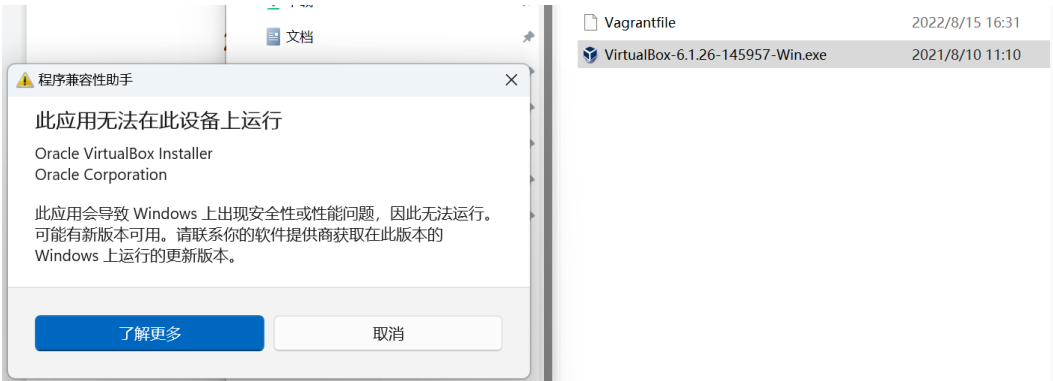 文档
程序兼容性助手
此应用无法在此设备上运行
Oracle VirtualBox Installer
Oracle Corporation
此应用会导致 Windows 上出现安全性或性能问题，因此无法运行。
可能有新版本可用。请联系你的软件提供商获取在此版本的
Windows 上运行的更新版本。
了解更多
取消
Vagrantfile 2022/8/15 16:31
VirtualBox-6.1.26-145957-Win.exe 2021/8/10 11:10